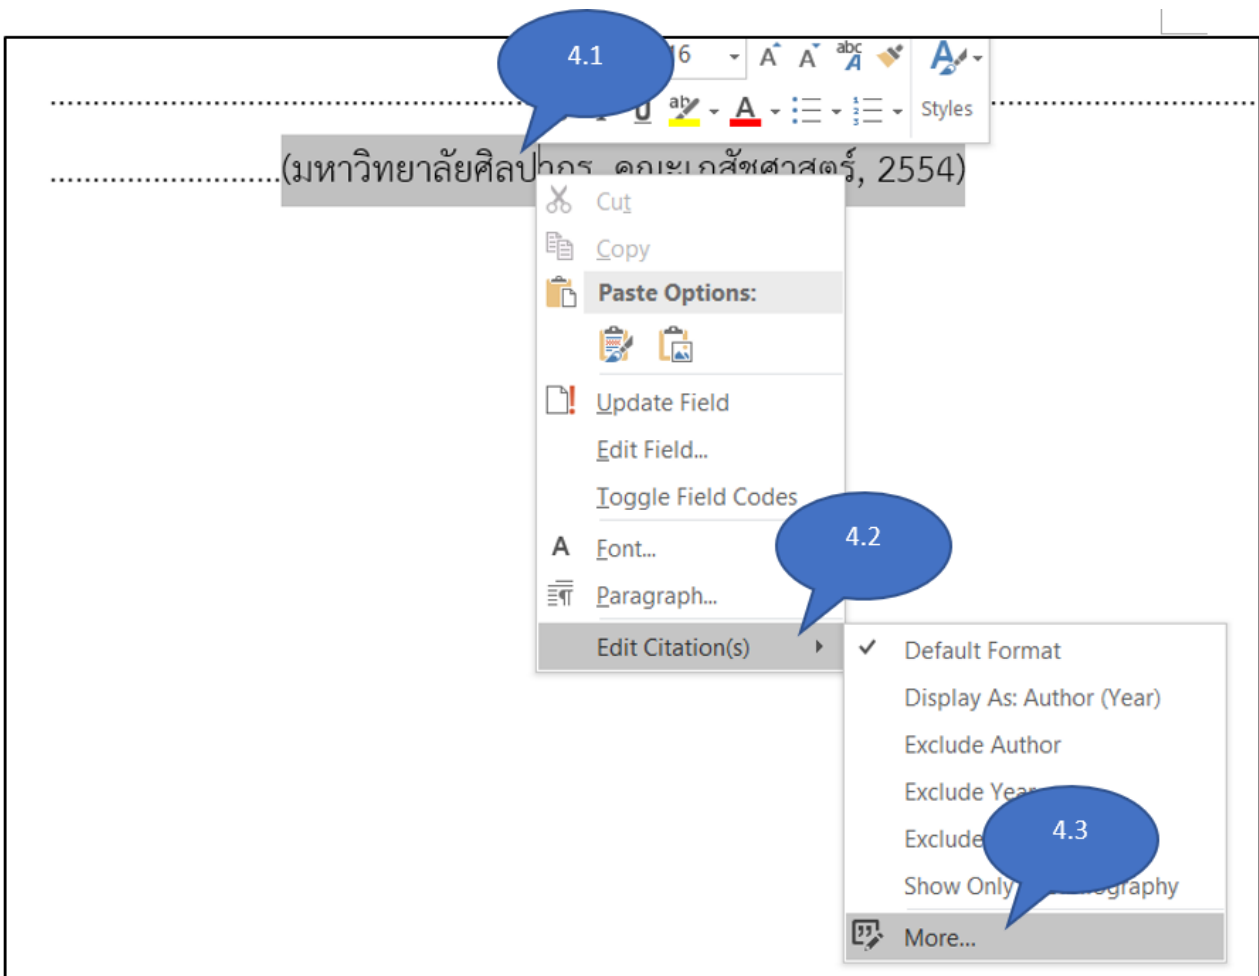 4.1
16
Styles
(มหาวิทยาลัยศิลปากร. คณะเภสัชศาสตร์, 2554)
Cut
Copy
Paste Options:
Update Field
Edit Field...
Toggle Field Codes
4.2
Font...
Paragraph...
Edit Citation(s)
Default Format
Display As: Author (Year)
Exclude Author
Exclude Year
Exclude
4.3
Show Only
More...